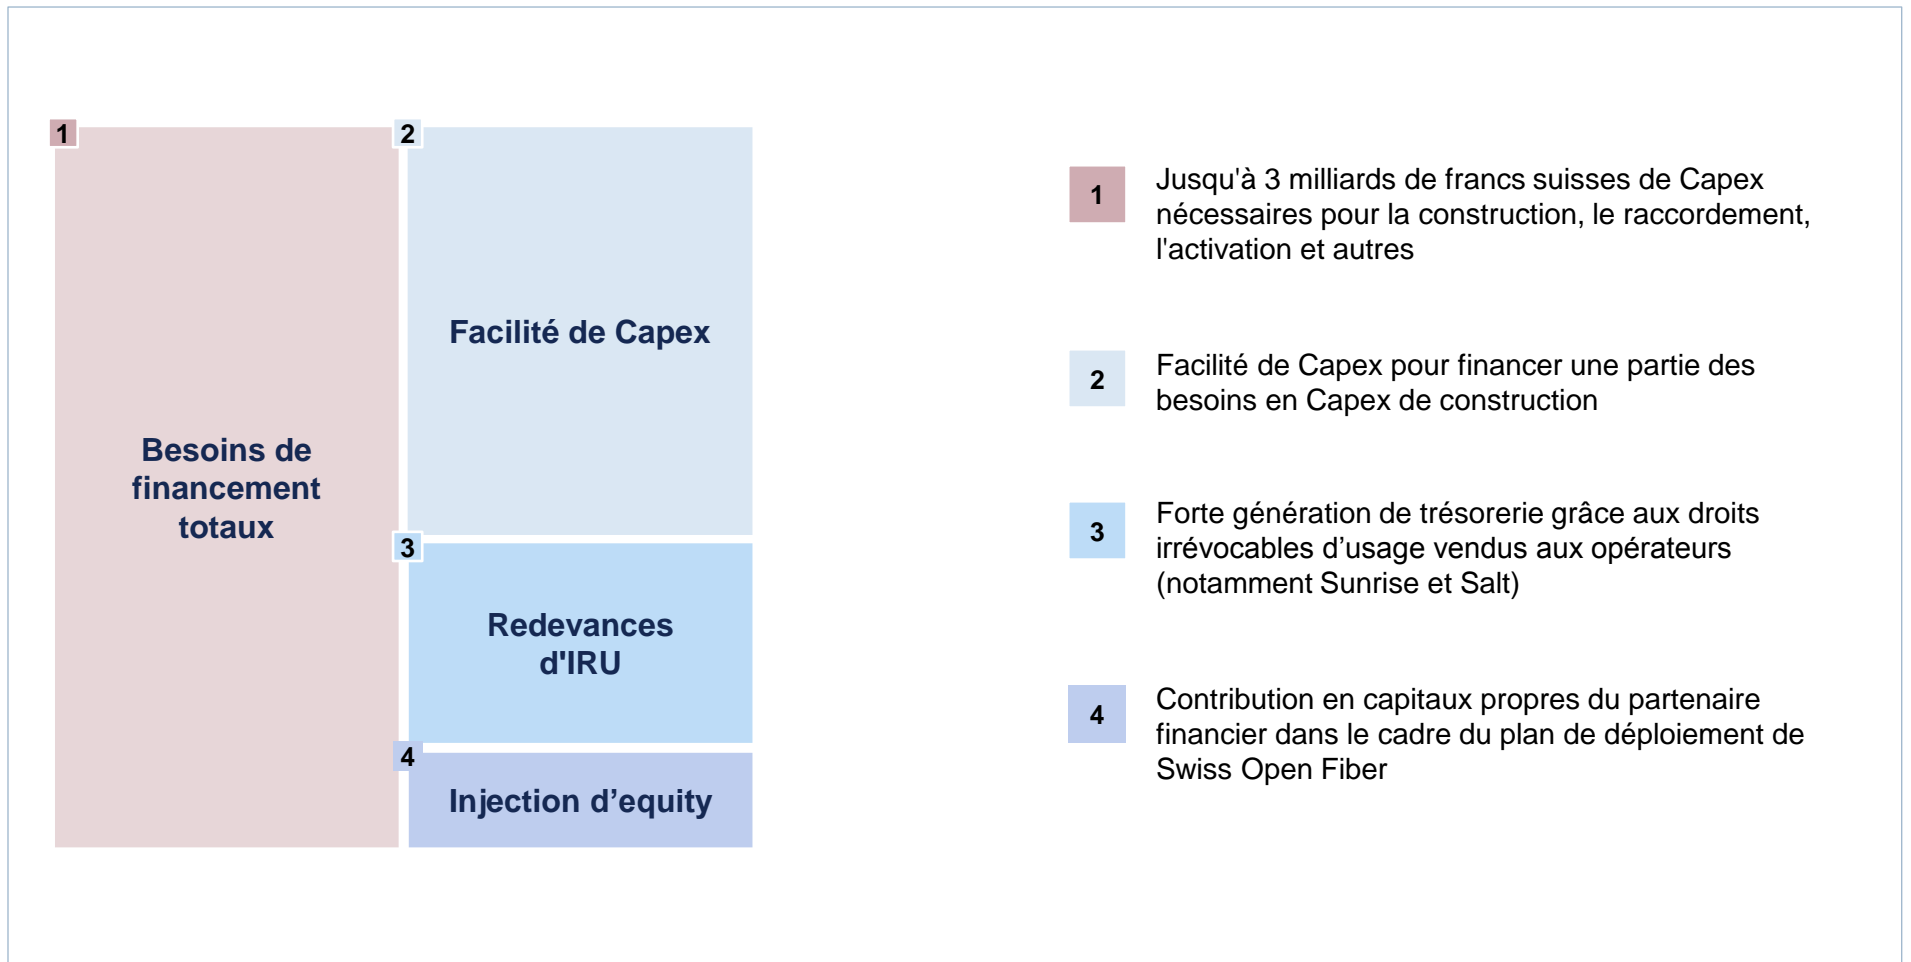 1
Besoins de
financement
totaux
2
Facilité de Capex
3
Redevances
d'IRU
4
Injection d’equity
1
Jusqu'à 3 milliards de francs suisses de Capex
nécessaires pour la construction, le raccordement,
l'activation et autres
2
Facilité de Capex pour financer une partie des
besoins en Capex de construction
3
Forte génération de trésorerie grâce aux droits
irrévocables d’usage vendus aux opérateurs
(notamment Sunrise et Salt)
4
Contribution en capitaux propres du partenaire
financier dans le cadre du plan de déploiement de
Swiss Open Fiber